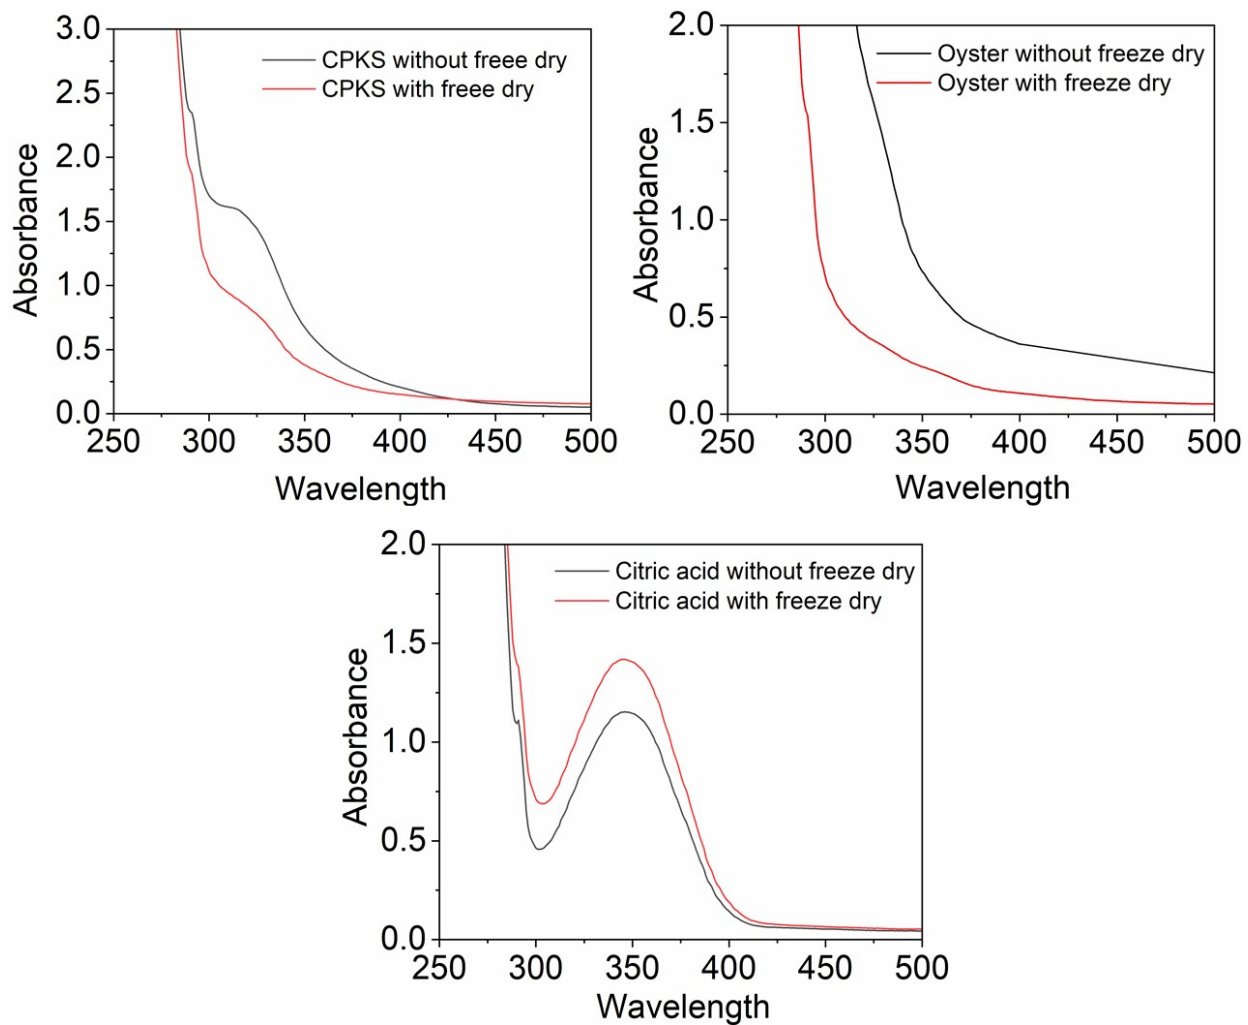 CPKS without freee dry
CPKS with freee dry
Absorbance
3.0
2.5
2.0
1.5
1.0
0.5
0.0
250 300 350 400 450 500
Wavelength
Oyster without freeze dry
Oyster with freeze dry
Absorbance
2.0
1.5
1.0
0.5
0.0
250 300 350 400 450 500
Wavelength
Citric acid without freeze dry
Citric acid with freeze dry
Absorbance
2.0
1.5
1.0
0.5
0.0
250 300 350 400 450 500
Wavelength